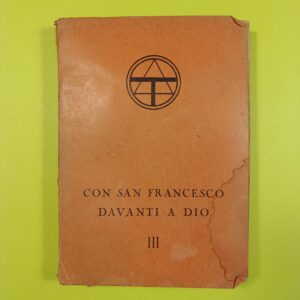 CON SAN FRANCESCO
DAVANTI A DIO
III